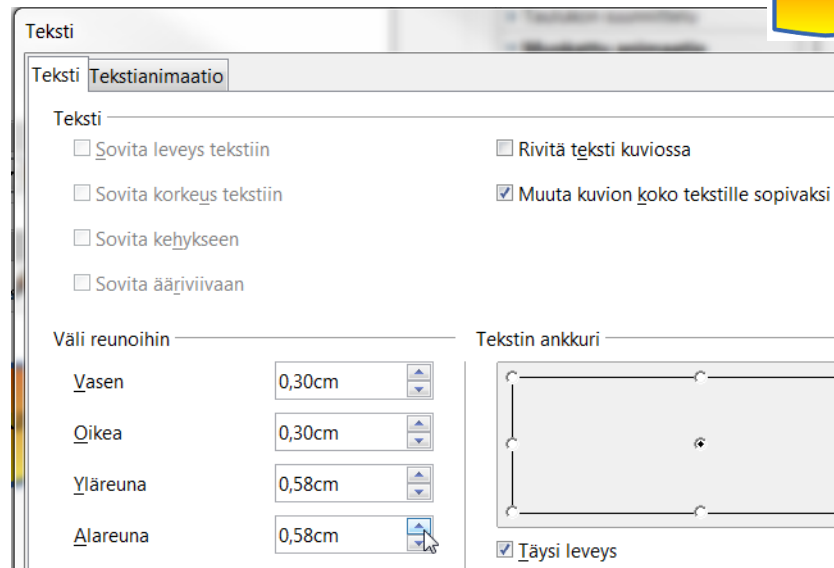 Teksti
Teksti Tekstianimaatio
Teksti
Sovita leveys tekstiin
Rivitä teksti kuviossa
Sovita korkeus tekstiin
Muuta kuvion koko tekstille sopivaksi
Sovita kehykseen
Sovita ääriviivaan
Väli reunoihin
Tekstin ankkuri
Vasen 0,30cm
Oikea 0,30cm
Yläreuna 0,58cm
Alareuna 0,58cm
Täysi leveys